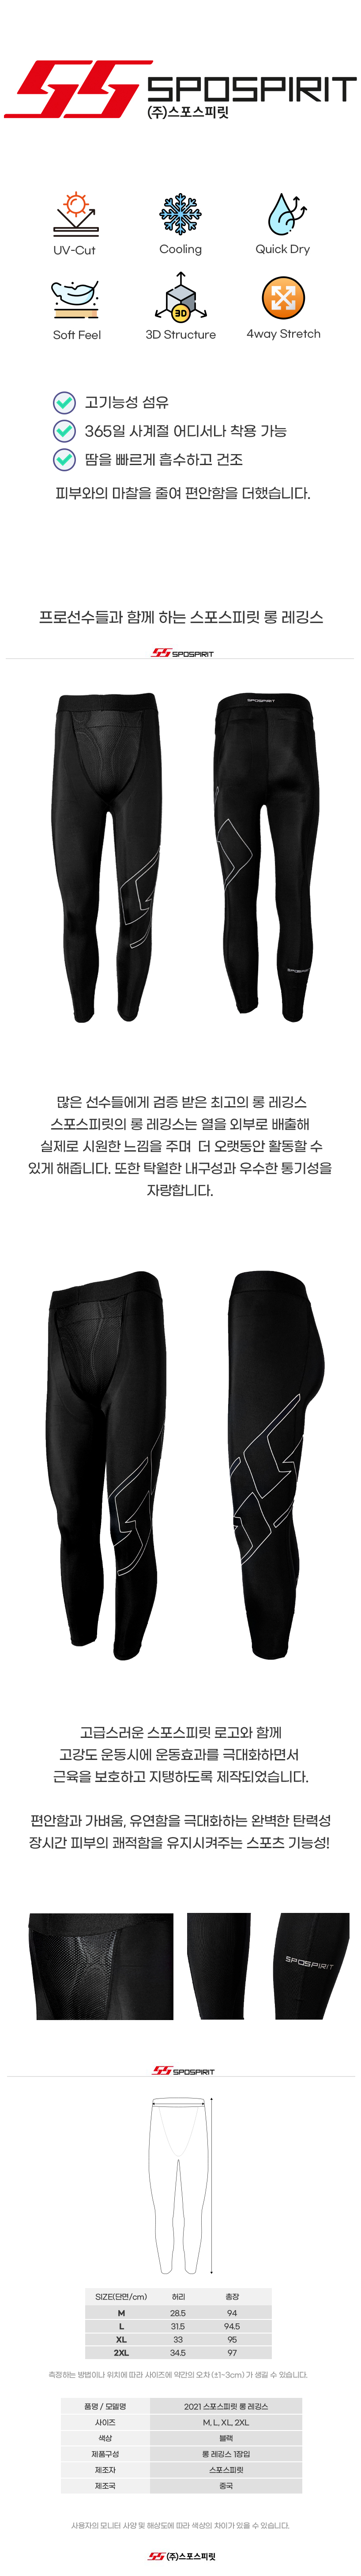 SPOSPIRIT
(주)스포스피릿
UV-Cut
Cooling
Quick Dry
Soft Feel
3D
3D Structure
4way Stretch
고기능성 섬유
365일 사계절 어디서나 착용 가능
땀을 빠르게 흡수하고 건조
피부와의 마찰을 줄여 편안함을 더했습니다.
프로선수들과 함께 하는 스포스피릿 롱 레깅스
SPOSPIRIT
SPOSPIRIT
SPOSPIRIT
많은 선수들에게 검증 받은 최고의 롱 레깅스
스포스피릿의 롱 레깅스는 열을 외부로 배출해
실제로 시원한 느낌을 주며 더 오랫동안 활동할 수
있게 해줍니다. 또한 탁월한 내구성과 우수한 통기성을
자랑합니다.
고급스러운 스포스피릿 로고와 함께
고강도 운동시에 운동효과를 극대화하면서
근육을 보호하고 지탱하도록 제작되었습니다.
편안함과 가벼움, 유연함을 극대화하는 완벽한 탄력성
장시간 피부의 쾌적함을 유지시켜주는 스포츠 기능성!
SPOSPIRIT
SPOSPIRIT
SIZE(단면/cm) 허리 총장
M 28.5 94
L 31.5 94.5
XL 33 95
2XL 34.5 97
측정하는 방법이나 위치에 따라 사이즈에 약간의 오차 (±1~3cm) 가 생길 수 있습니다.
품명 / 모델명 2021 스포스피릿 롱 레깅스
사이즈 M, L, XL, 2XL
색상 블랙
제품구성 롱 레깅스 1장입
제조자 스포스피릿
제조국 중국
사용자의 모니터 사양 및 해상도에 따라 색상의 차이가 있을 수 있습니다.
(주)스포스피릿